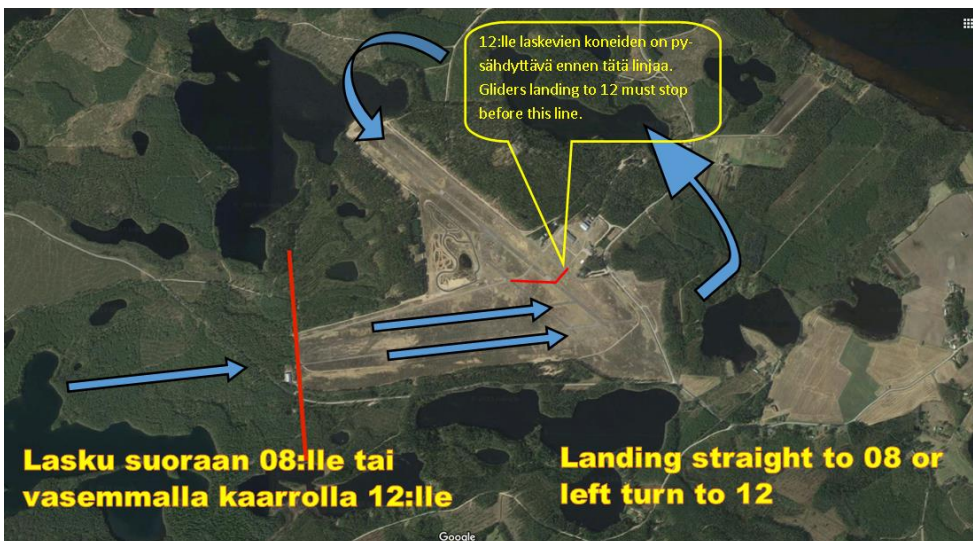 12:lle laskevien koneiden on py-
sähdyttävä ennen tätä linjaa.
Gliders landing to 12 must stop
before this line.
Lasku suoraan 08:lle tai
vasemmalla kaarrolla 12:lle
Landing straight to 08 or
left turn to 12
Google